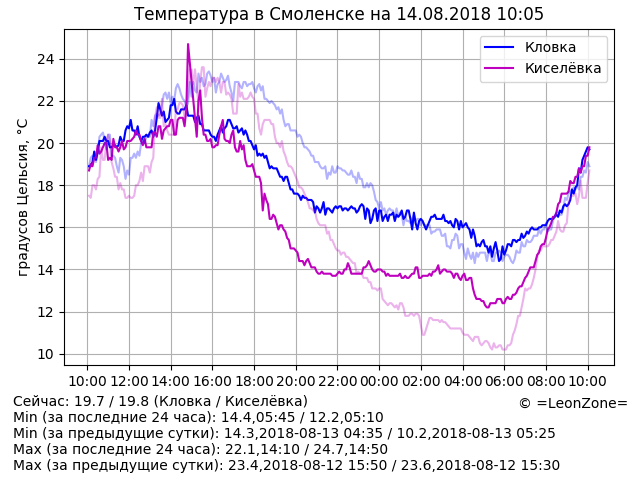 Температура в Смоленске на 14.08.2018 10:05
градусов Цельсия, °C
24
22
20
18
16
14
12
10
Кловка
Киселёвка
10:00 12:00 14:00 16:00 18:00 20:00 22:00 00:00 02:00 04:00 06:00 08:00 10:00
Сейчас: 19.7 / 19.8 (Кловка / Киселёвка)
© =LeonZone=
Min (за последние 24 часа): 14.4,05:45 / 12.2,05:10
Min (за предыдущие сутки): 14.3,2018-08-13 04:35 / 10.2,2018-08-13 05:25
Max (за последние 24 часа): 22.1,14:10 / 24.7,14:50
Max (за предыдущие сутки): 23.4,2018-08-12 15:50 / 23.6,2018-08-12 15:30